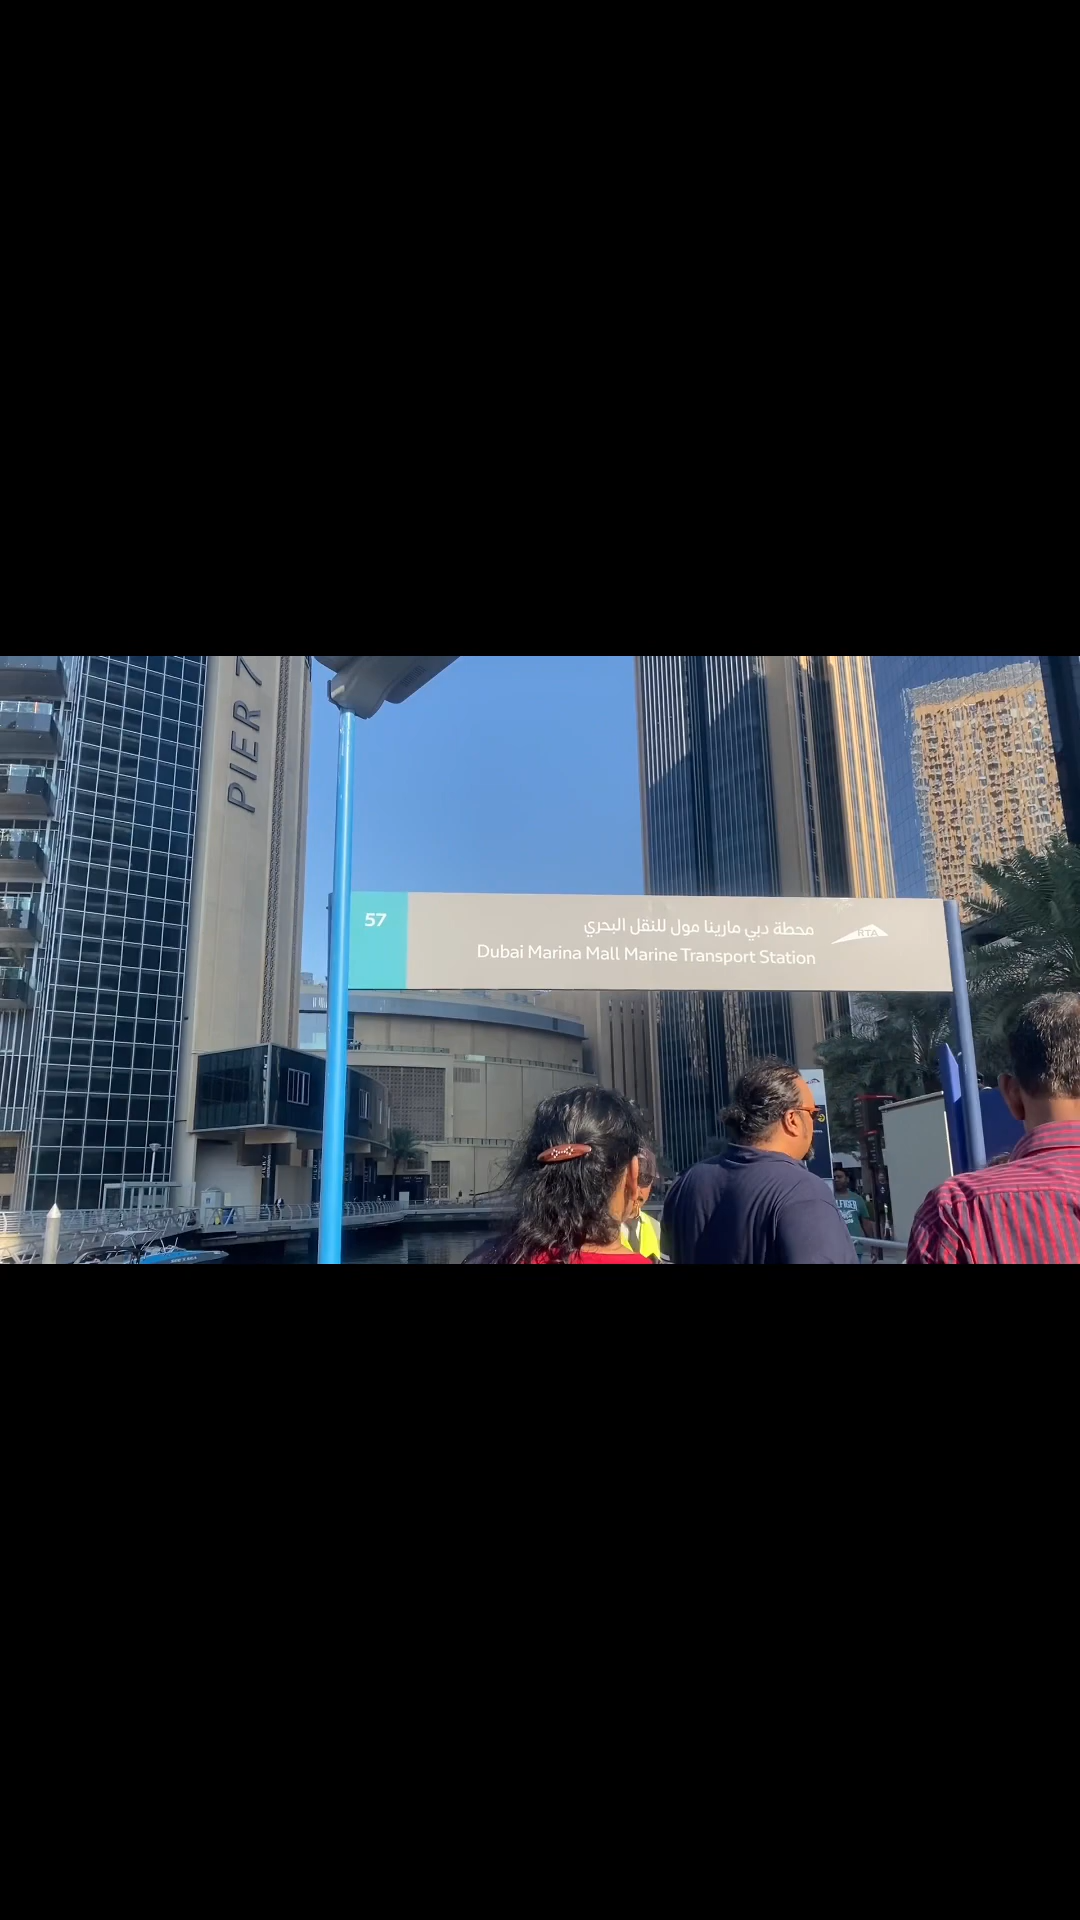 PIER 7
57
محطة دبي مارينا مول للنقل البحري
Dubai Marina Mall Marine Transport Station
RTA